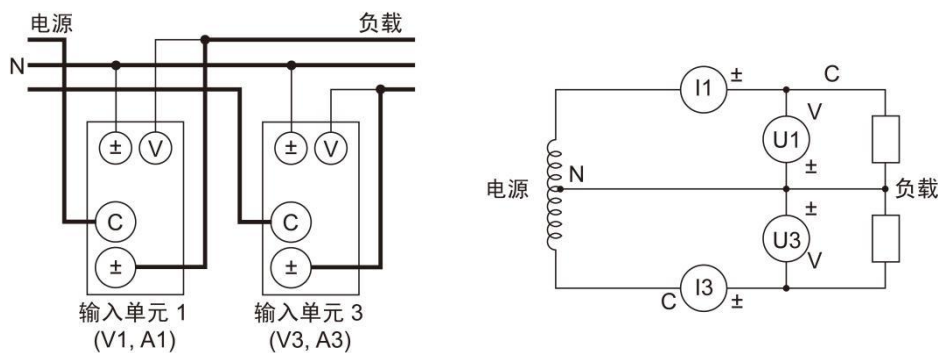 电源
负载
N
± V
± V
C
C
±
±
输入单元 1
(V1, A1)
输入单元 3
(V3, A3)
I1 ± C
V
U1
±
N
电源
负载
±
U3
V
C I3 ±